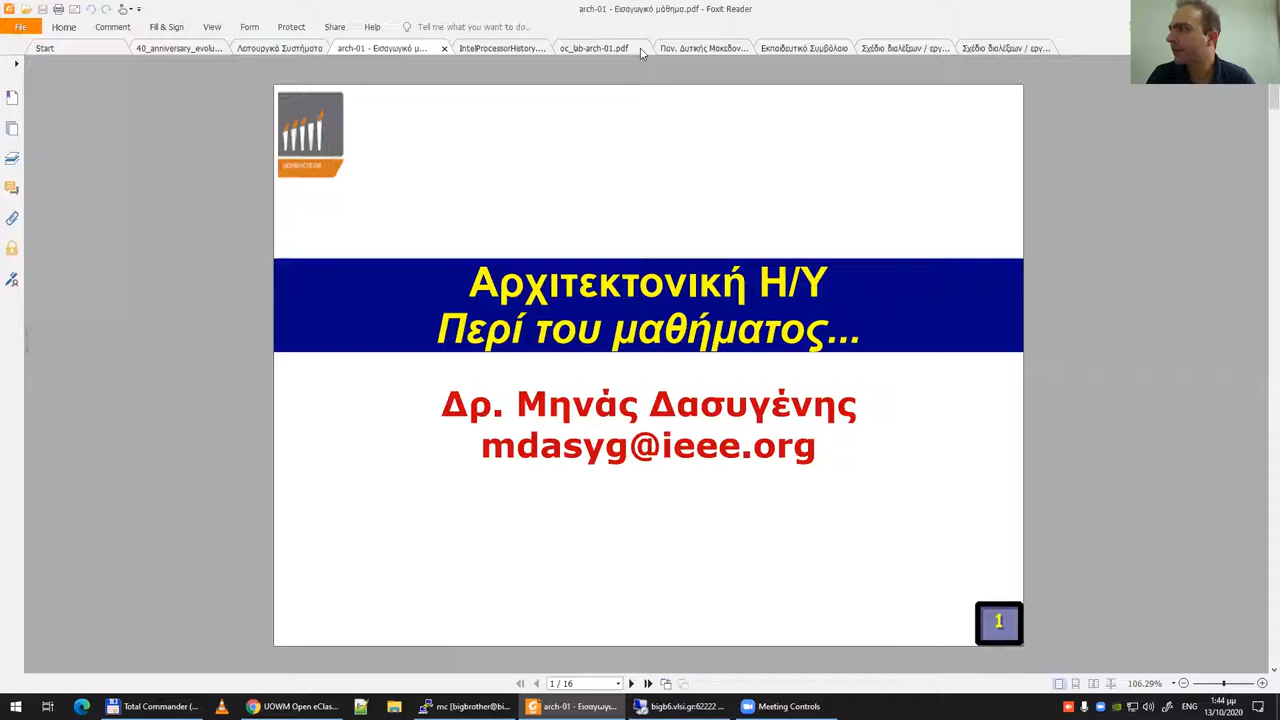 arch-01 - Εισαγωγικό μάθημα.pdf - Foxit Reader
File Home Comment Fill & Sign View Form Protect Share Help Tell me what you want to do..
Start 40_anniversary_evolu... Λειτουργικά Συστήματα arch-01 - Εισαγωγικό μ... IntelProcessorHistory.... oc_lab-arch-01.pdf Παν. Δυτικής Μακεδον... Εκπαιδευτικό Συμβόλαιο Σχέδιο διαλέξεων / εργ... Σχέδιο διαλέξεων / εργ...
Αρχιτεκτονική Η/Υ
Περί του μαθήματος...
Δρ. Μηνάς Δασυγένης
mdasyg@ieee.org
1
1 / 16
106.29%
Total Commander (... UOWM Open eClas... mc [bigbrother@bi... arch-01 - Εισαγωγι... bigb6.vlsi.gr:62222 ... Meeting Controls
ENG
1:44 μμ
13/10/2020